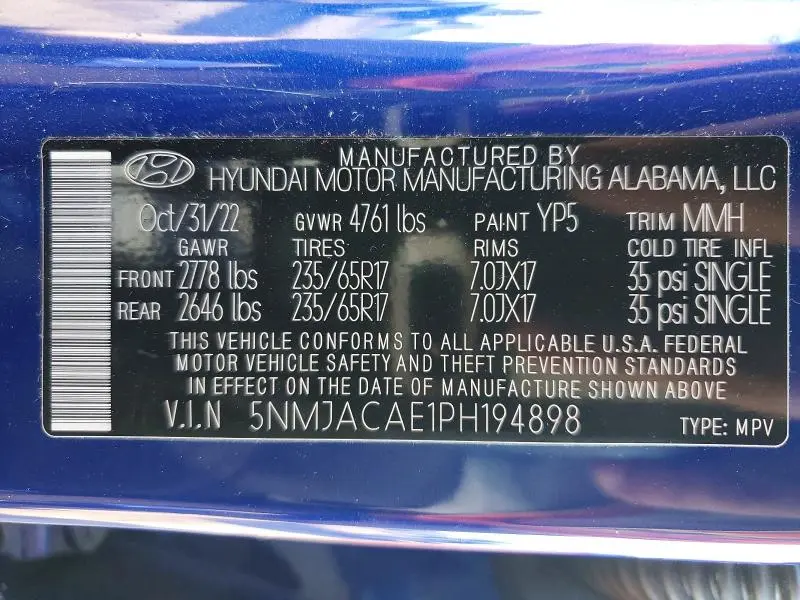 MANUFACTURED BY
HYUNDAI MOTOR MANUFACTURING ALABAMA, LLC
Oct/31/22 GVWR 4761 lbs PAINT YP5 TRIM MMH
GAWR TIRES RIMS COLD TIRE INFL
FRONT 2778 lbs 235/65R17 7.0JX17 35 psi SINGLE
REAR 2646 lbs 235/65R17 7.0JX17 35 psi SINGLE
THIS VEHICLE CONFORMS TO ALL APPLICABLE U.S.A. FEDERAL
MOTOR VEHICLE SAFETY AND THEFT PREVENTION STANDARDS
IN EFFECT ON THE DATE OF MANUFACTURE SHOWN ABOVE
V.I.N 5NMJACAE1PH194898 TYPE: MPV